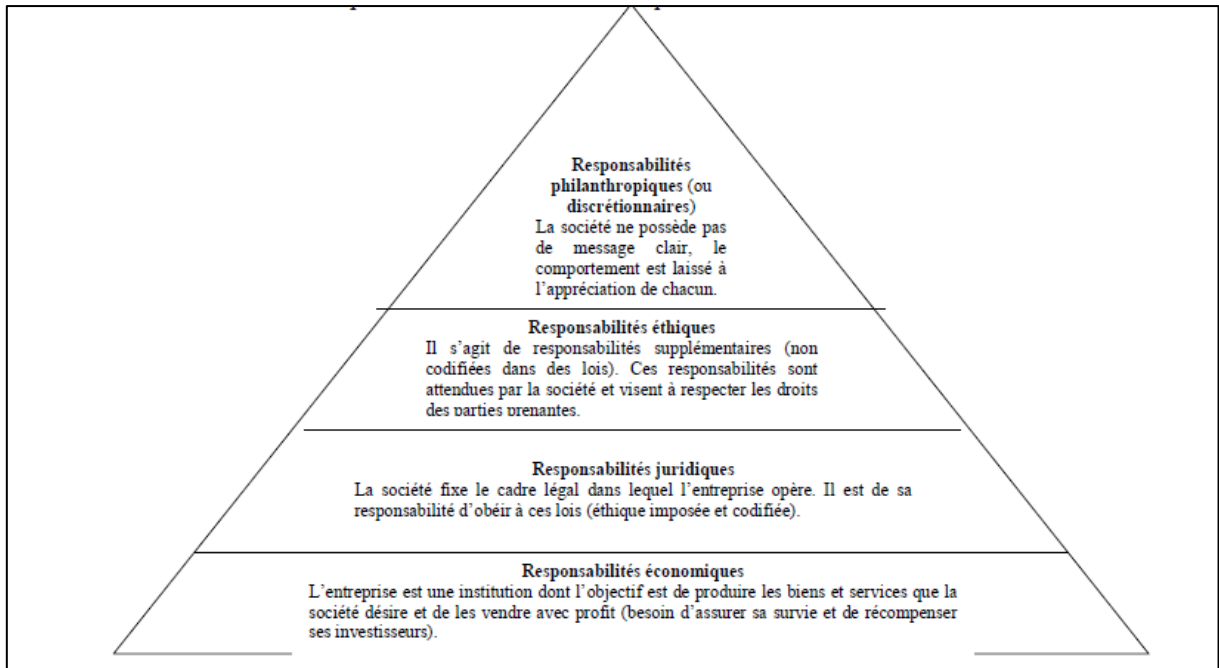 Responsabilités
philanthropiques (ou
discrétionnaires)
La société ne possède pas
de message clair, le
comportement est laissé à
l’appréciation de chacun.
Responsabilités éthiques
Il s’agit de responsabilités supplémentaires (non
codifiées dans des lois). Ces responsabilités sont
attendues par la société et visent à respecter les droits
des parties prenantes.
Responsabilités juridiques
La société fixe le cadre légal dans lequel l’entreprise opère. Il est de sa
responsabilité d’obéir à ces lois (éthique imposée et codifiée).
Responsabilités économiques
L’entreprise est une institution dont l’objectif est de produire les biens et services que la
société désire et de les vendre avec profit (besoin d’assurer sa survie et de récompenser
ses investisseurs).